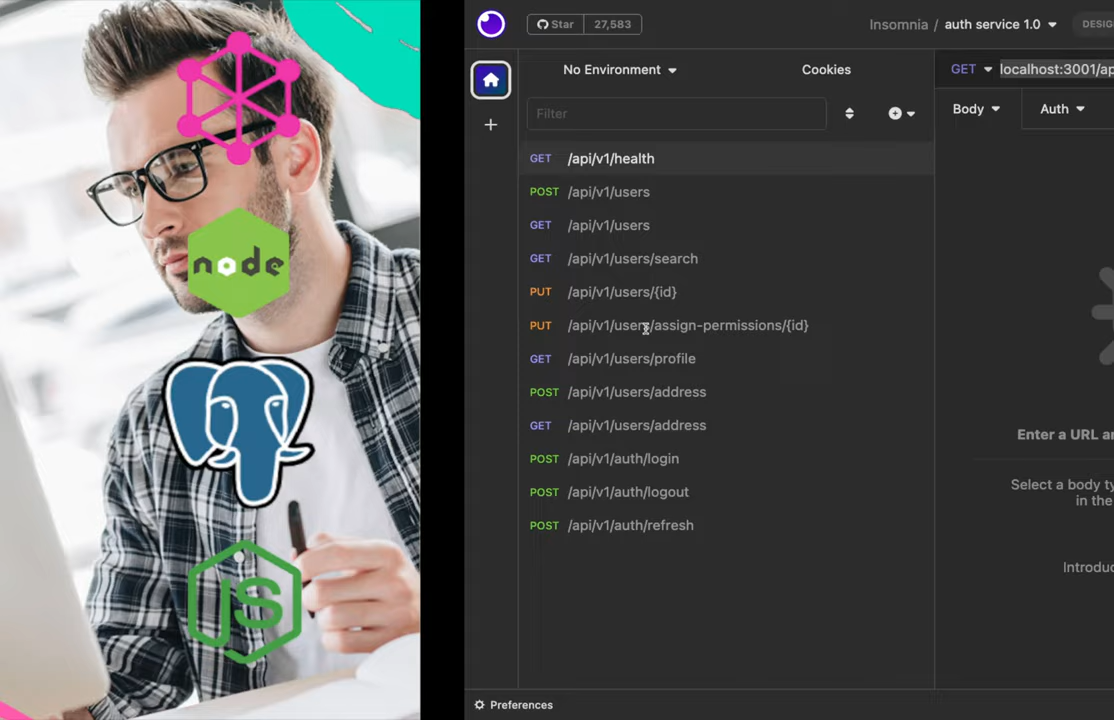 node
JS
Star 27,583
Insomnia / auth service 1.0
DESIG
No Environment
Cookies
GET localhost:3001/ap
Filter
Body
Auth
GET /api/v1/health
POST /api/v1/users
GET /api/v1/users
GET /api/v1/users/search
PUT /api/v1/users/{id}
PUT /api/v1/users/assign-permissions/{id}
GET /api/v1/users/profile
POST /api/v1/users/address
GET /api/v1/users/address
POST /api/v1/auth/login
POST /api/v1/auth/logout
POST /api/v1/auth/refresh
Enter a URL an
Select a body ty
in the
Introduc
Preferences